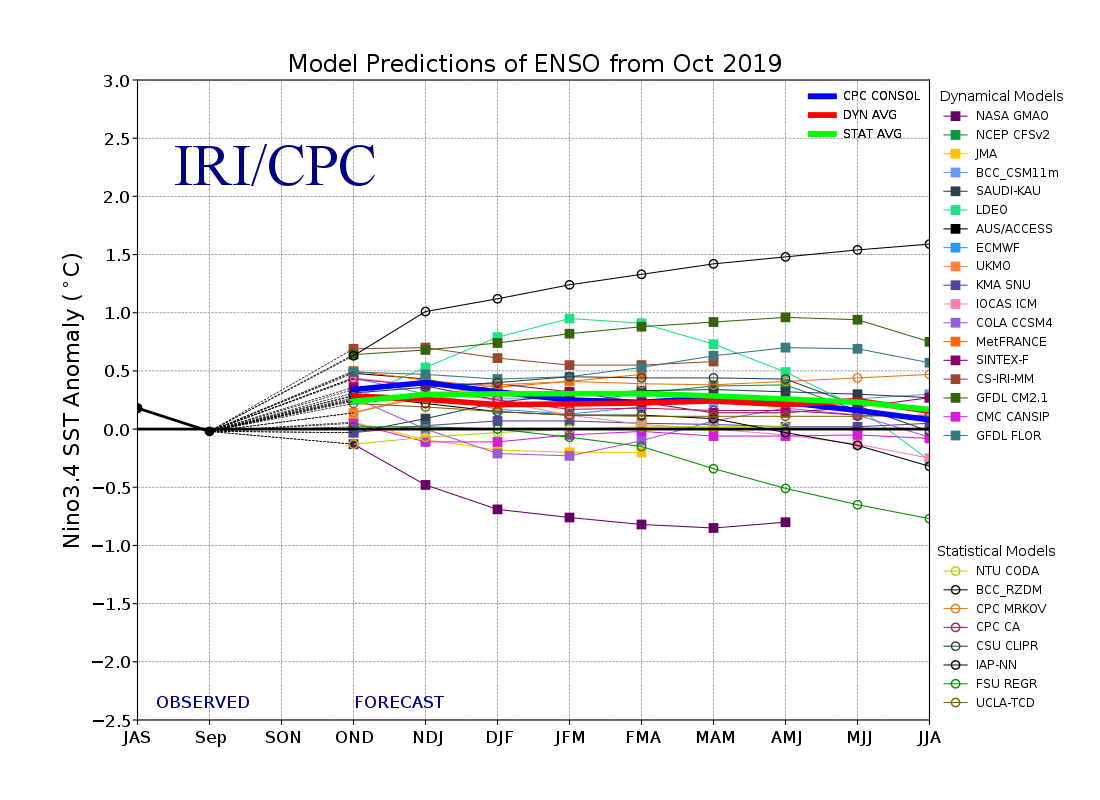 Model Predictions of ENSO from Oct 2019
3.0
2.5
2.0
1.5
1.0
0.5
0.0
−0.5
−1.0
−1.5
−2.0
−2.5
Nino3.4 SST Anomaly (°C)
IRI/CPC
CPC CONSOL
DYN AVG
STAT AVG
OBSERVED
FORECAST
JAS Sep SON OND NDJ DJF JFM FMA MAM AMJ MJJ JJA
Dynamical Models
NASA GMAO
NCEP CFSv2
JMA
BCC_CSM11m
SAUDI-KAU
LDEO
AUS/ACCESS
ECMWF
UKMO
KMA SNU
IOCAS ICM
COLA CCSM4
MetFRANCE
SINTEX-F
CS-IRI-MM
GFDL CM2.1
CMC CANSIP
GFDL FLOR
Statistical Models
NTU CODA
BCC_RZDM
CPC MRKOV
CPC CA
CSU CLIPR
IAP-NN
FSU REGR
UCLA-TCD